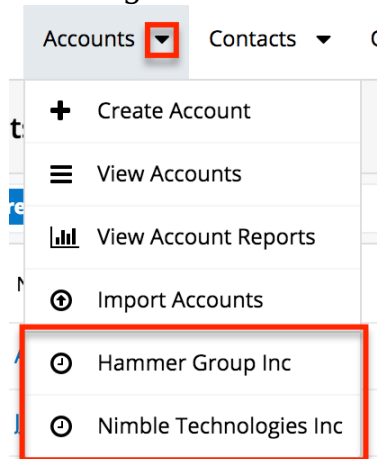 Accounts Contacts
Create Account
View Accounts
View Account Reports
Import Accounts
Hammer Group Inc
Nimble Technologies Inc